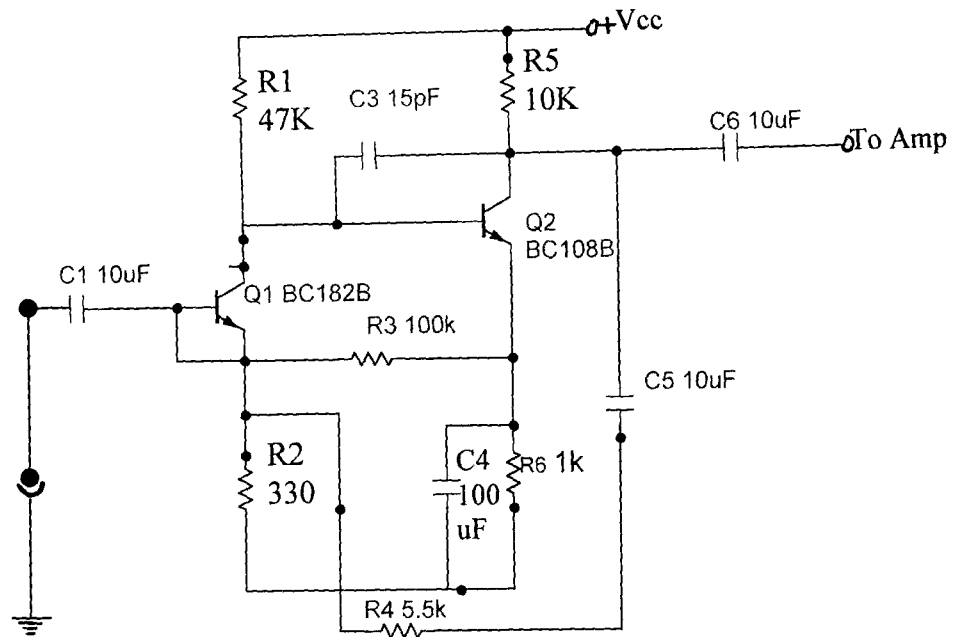 +Vcc
R1
47K
R5
10K
C3 15pF
C6 10uF
To Amp
Q2
BC108B
C1 10uF
Q1 BC182B
R3 100k
C5 10uF
R2
330
C4
100
uF
R6 1k
R4 5.5k